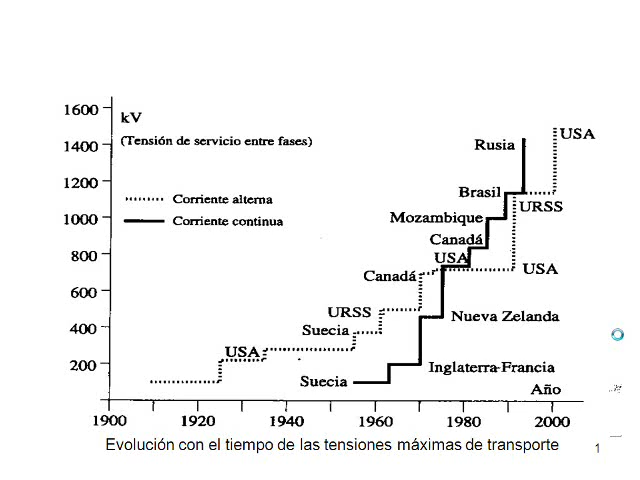 1600
kV
(Tensión de servicio entre fases)
1400
Rusia
USA
1200
Corriente alterna
Brasil
URSS
1000
Corriente continua
Mozambique
Canadá
800
USA
USA
Canadá
600
URSS
Nueva Zelanda
400
Suecia
USA
200
Inglaterra-Francia
Suecia
Año
1900 1920 1940 1960 1980 2000
Evolución con el tiempo de las tensiones máximas de transporte
1